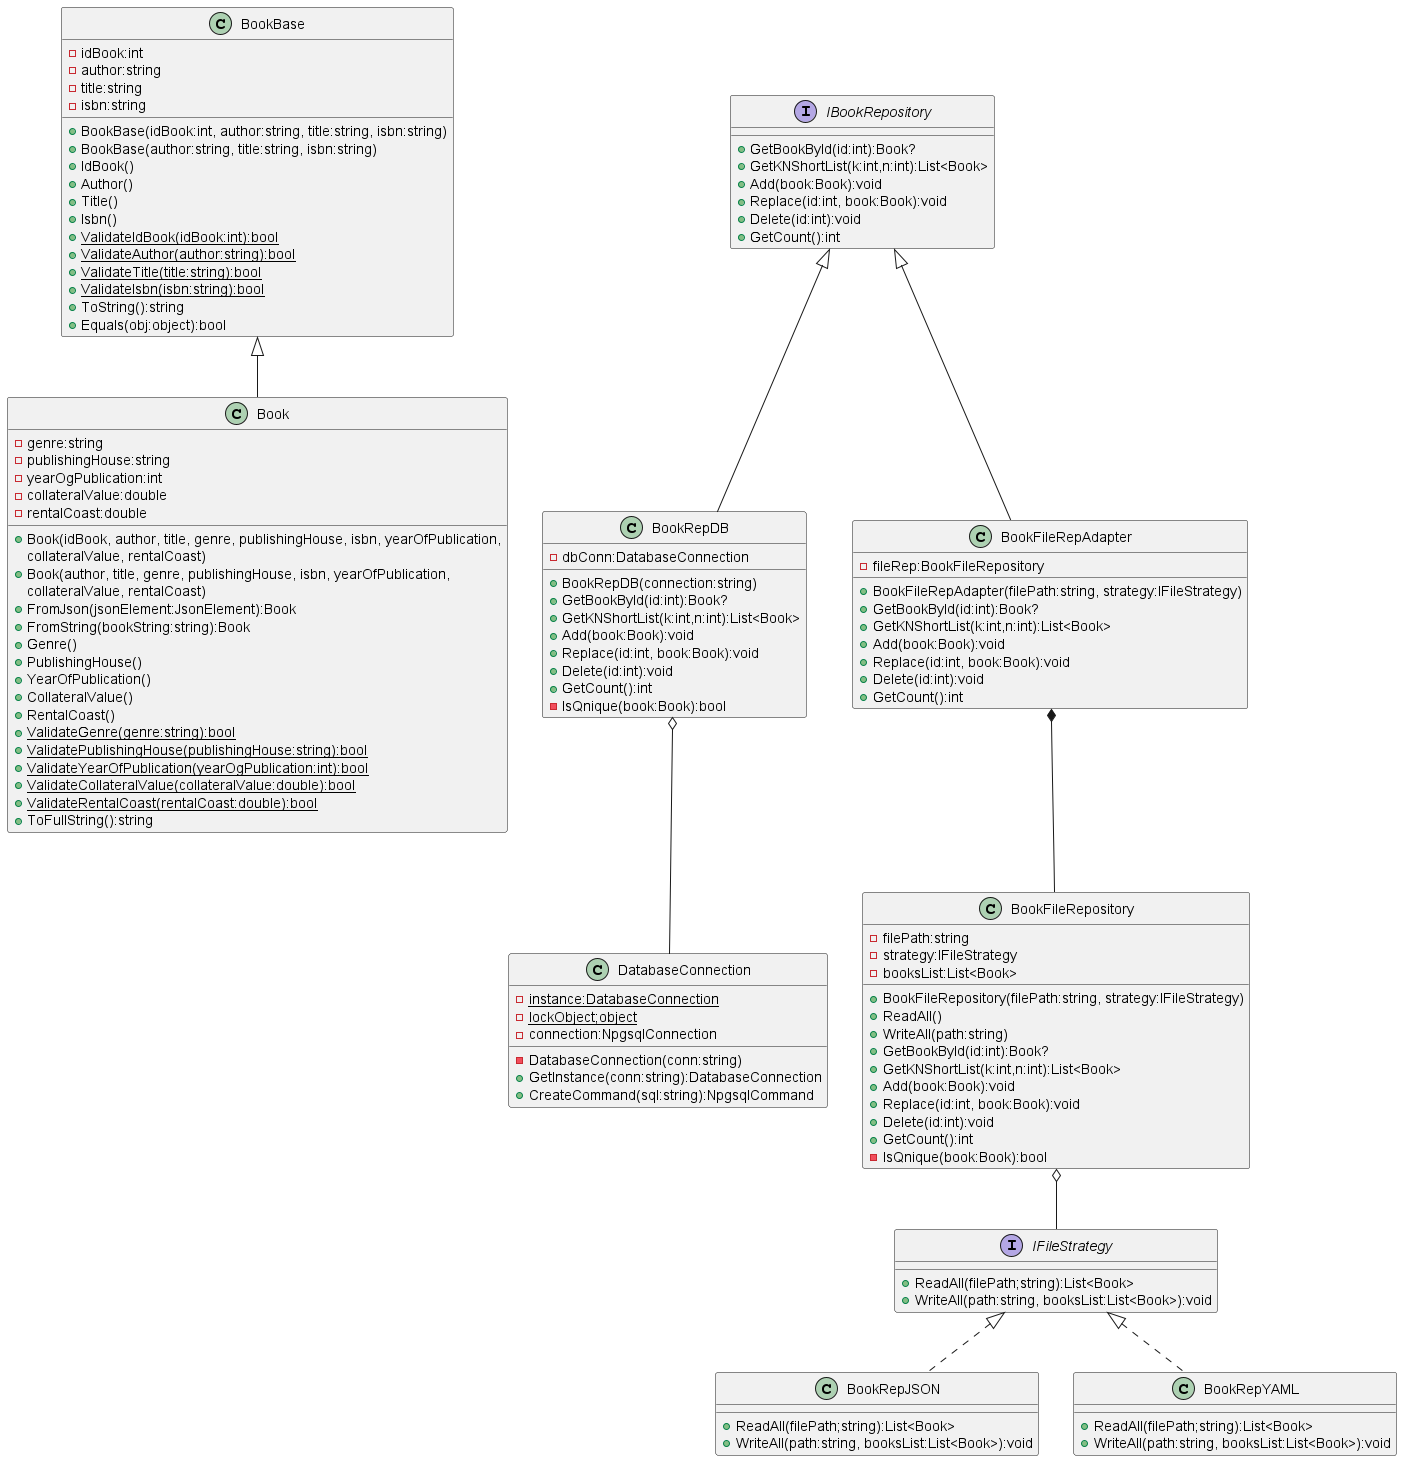 BookBase
idBook:int
author:string
title:string
isbn:string
BookBase(idBook:int, author:string, title:string, isbn:string)
BookBase(author:string, title:string, isbn:string)
IdBook()
Author()
Title()
Isbn()
ValidateIdBook(idBook:int):bool
ValidateAuthor(author:string):bool
ValidateTitle(title:string):bool
ValidateIsbn(isbn:string):bool
ToString():string
Equals(obj:object):bool
IBookRepository
GetBookById(id:int):Book?
GetKNShortList(k:int,n:int):List<Book>
Add(book:Book):void
Replace(id:int, book:Book):void
Delete(id:int):void
GetCount():int
Book
genre:string
publishingHouse:string
yearOgPublication:int
collateralValue:double
rentalCoast:double
Book(idBook, author, title, genre, publishingHouse, isbn, yearOfPublication,
collateralValue, rentalCoast)
Book(author, title, genre, publishingHouse, isbn, yearOfPublication,
collateralValue, rentalCoast)
FromJson(jsonElement:JsonElement):Book
FromString(bookString:string):Book
Genre()
PublishingHouse()
YearOfPublication()
CollateralValue()
RentalCoast()
ValidateGenre(genre:string):bool
ValidatePublishingHouse(publishingHouse:string):bool
ValidateYearOfPublication(yearOgPublication:int):bool
ValidateCollateralValue(collateralValue:double):bool
ValidateRentalCoast(rentalCoast:double):bool
ToFullString():string
BookRepDB
dbConn:DatabaseConnection
BookRepDB(connection:string)
GetBookById(id:int):Book?
GetKNShortList(k:int,n:int):List<Book>
Add(book:Book):void
Replace(id:int, book:Book):void
Delete(id:int):void
GetCount():int
IsQnique(book:Book):bool
BookFileRepAdapter
fileRep:BookFileRepository
BookFileRepAdapter(filePath:string, strategy:IFileStrategy)
GetBookById(id:int):Book?
GetKNShortList(k:int,n:int):List<Book>
Add(book:Book):void
Replace(id:int, book:Book):void
Delete(id:int):void
GetCount():int
DatabaseConnection
instance:DatabaseConnection
lockObject;object
connection:NpgsqlConnection
DatabaseConnection(conn:string)
GetInstance(conn:string):DatabaseConnection
CreateCommand(sql:string):NpgsqlCommand
BookFileRepository
filePath:string
strategy:IFileStrategy
booksList:List<Book>
BookFileRepository(filePath:string, strategy:IFileStrategy)
ReadAll()
WriteAll(path:string)
GetBookById(id:int):Book?
GetKNShortList(k:int,n:int):List<Book>
Add(book:Book):void
Replace(id:int, book:Book):void
Delete(id:int):void
GetCount():int
IsQnique(book:Book):bool
IFileStrategy
ReadAll(filePath;string):List<Book>
WriteAll(path:string, booksList:List<Book>):void
BookRepJSON
ReadAll(filePath;string):List<Book>
WriteAll(path:string, booksList:List<Book>):void
BookRepYAML
ReadAll(filePath;string):List<Book>
WriteAll(path:string, booksList:List<Book>):void